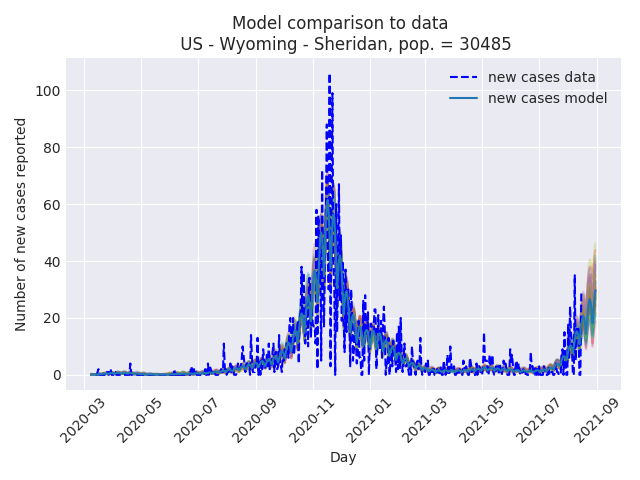 Model comparison to data
US - Wyoming - Sheridan, pop. = 30485
new cases data
new cases model
Number of new cases reported
100
80
60
40
20
0
2020-03
2020-05
2020-07
2020-09
2020-11
2021-01
2021-03
2021-05
2021-07
2021-09
Day